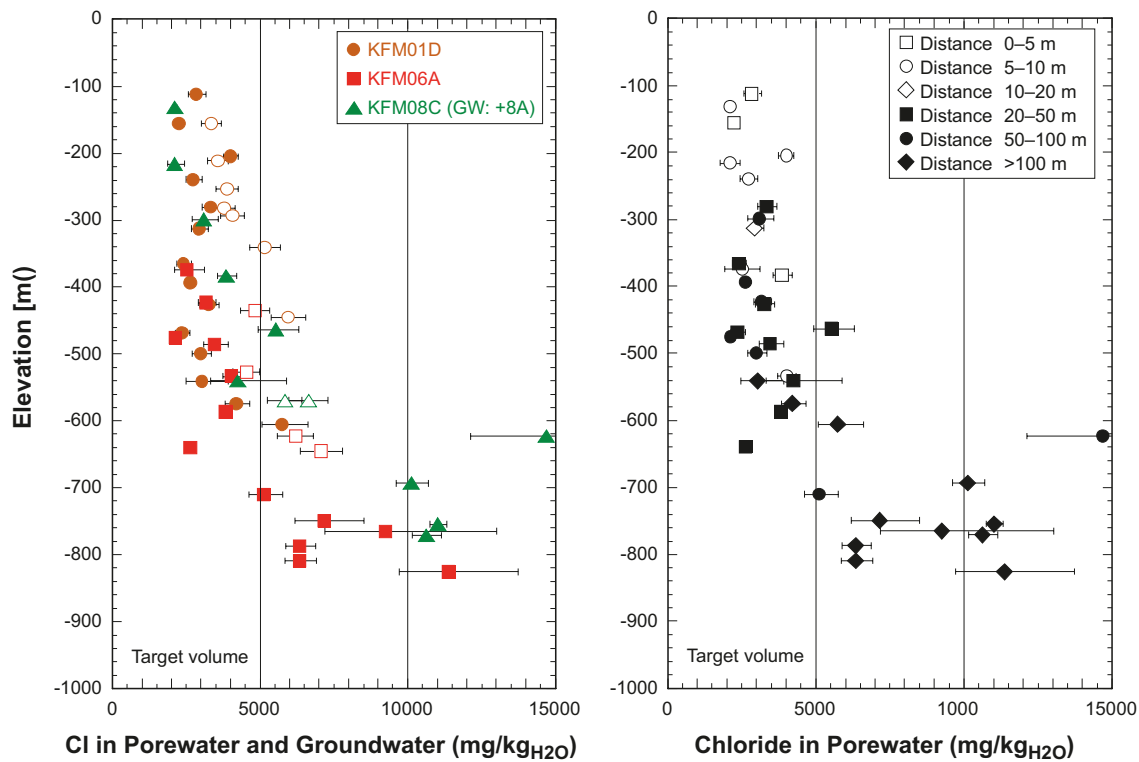 0
-100
-200
-300
-400
-500
-600
-700
-800
-900
-1000
Elevation [m()
KFM01D
KFM06A
KFM08C (GW: +8A)
Target volume
0
5000
10000
15000
Cl in Porewater and Groundwater (mg/kgH2O)
0
-100
-200
-300
-400
-500
-600
-700
-800
-900
-1000
Distance 0–5 m
Distance 5–10 m
Distance 10–20 m
Distance 20–50 m
Distance 50–100 m
Distance >100 m
Target volume
0
5000
10000
15000
Chloride in Porewater (mg/kgH2O)